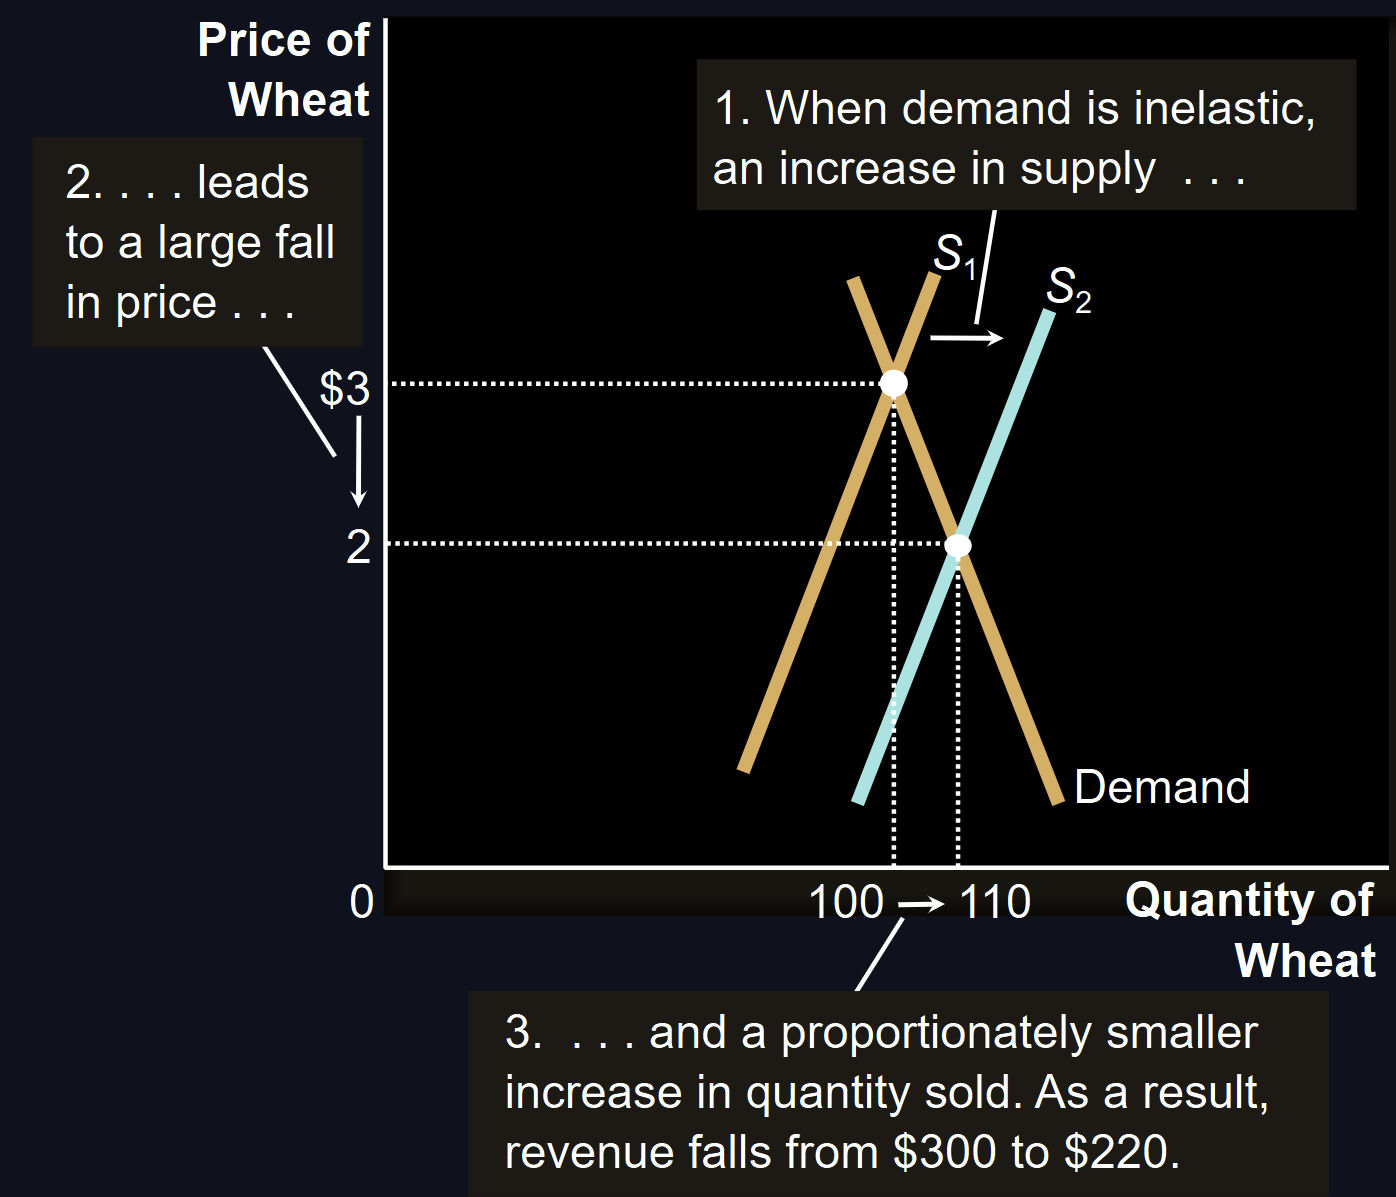 Price of
Wheat
1. When demand is inelastic,
an increase in supply . . .
2. . . . leads
to a large fall
in price . . .
S1
S2
$3
2
Demand
0
100
110
Quantity of
Wheat
3. . . . and a proportionately smaller
increase in quantity sold. As a result,
revenue falls from $300 to $220.